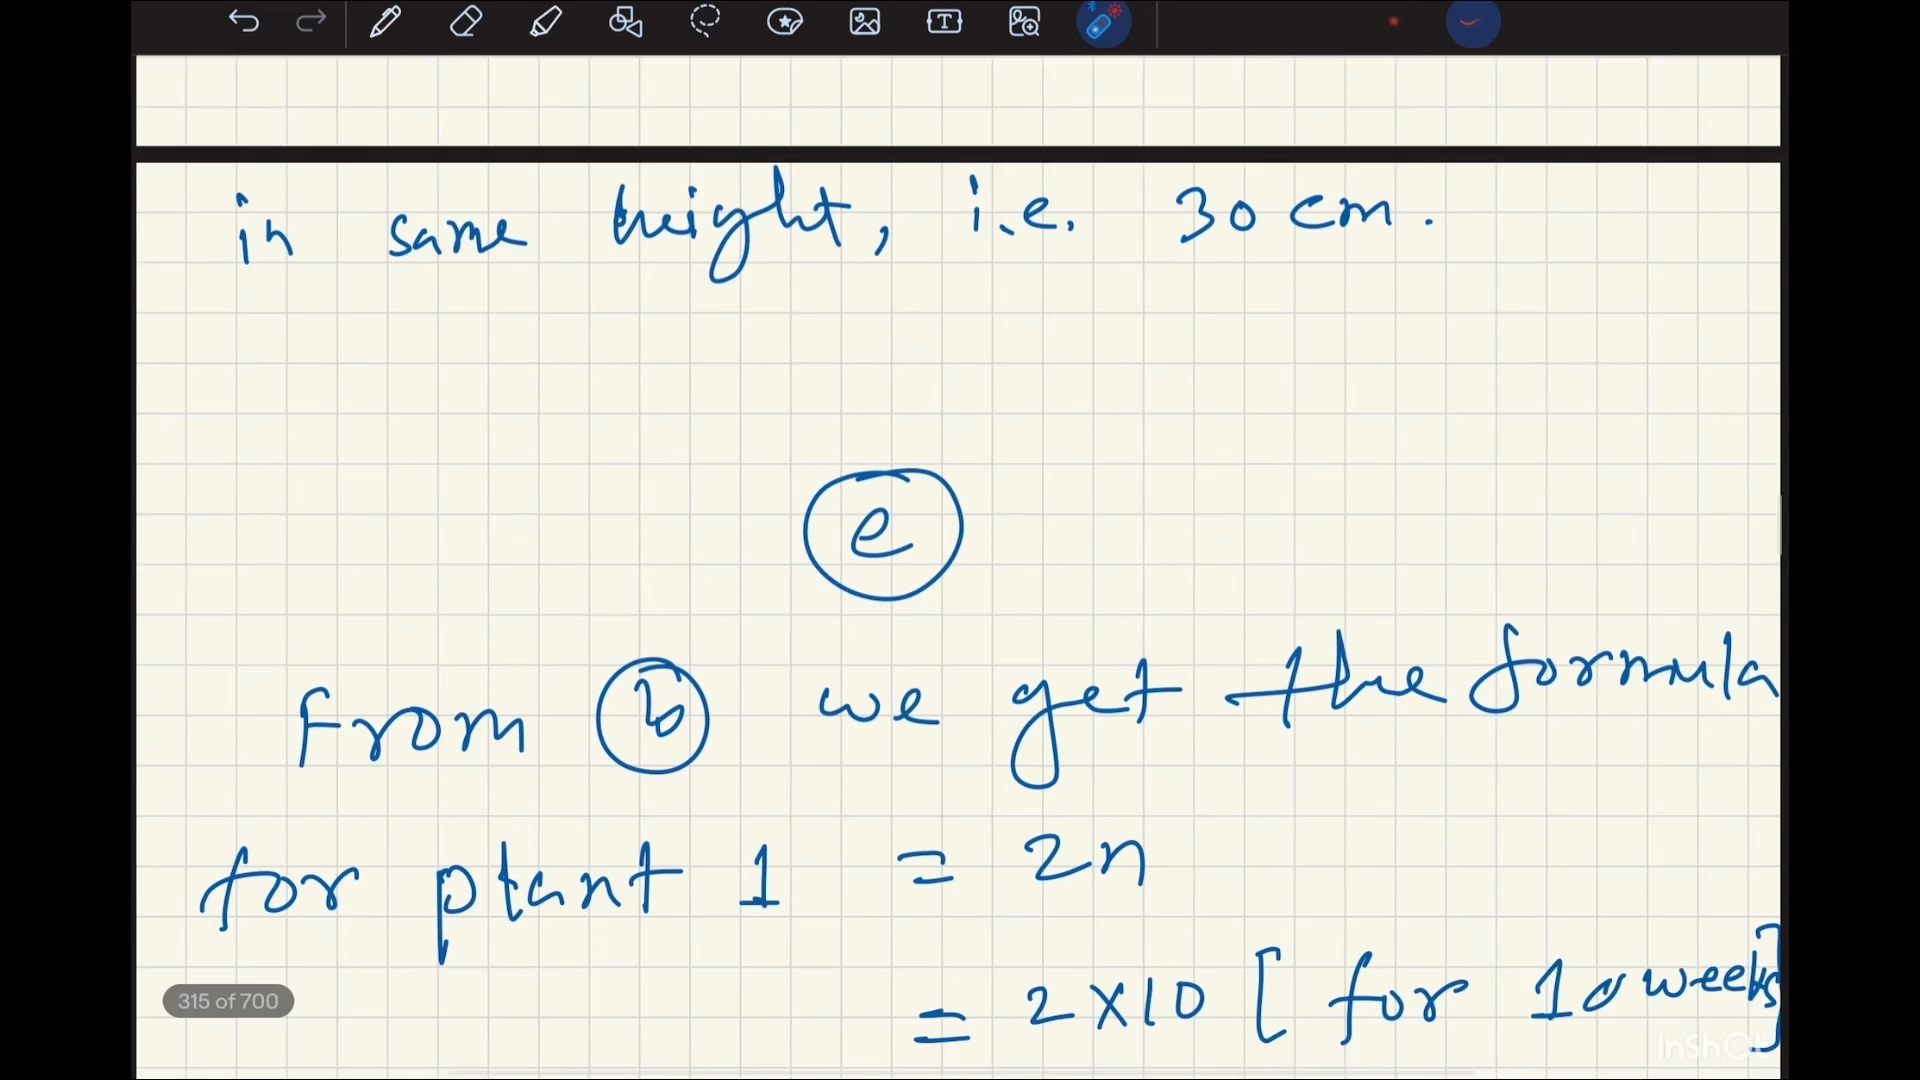 in same height, i.e. 30 cm.
e
From b we get the formula
for plant 1 = 2n
= 2 × 10 [for 10 weeks]
315 of 700
InShOt